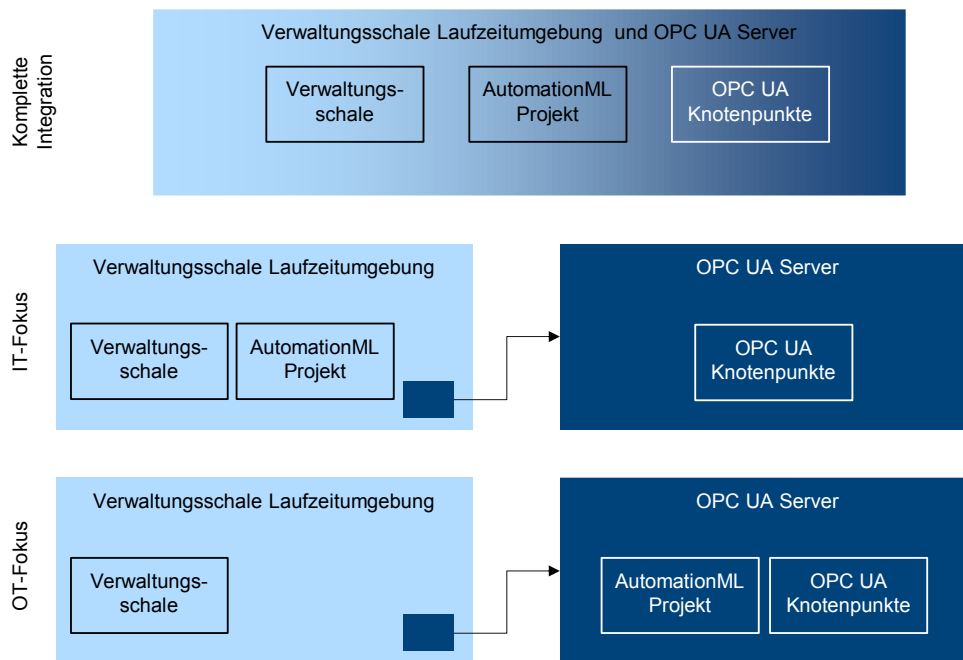 Komplette
Integration
Verwaltungsschale Laufzeitumgebung und OPC UA Server
Verwaltungs-
schale
AutomationML
Projekt
OPC UA
Knotenpunkte
IT-Fokus
Verwaltungsschale Laufzeitumgebung
Verwaltungs-
schale
AutomationML
Projekt
OPC UA Server
OPC UA
Knotenpunkte
OT-Fokus
Verwaltungsschale Laufzeitumgebung
Verwaltungs-
schale
OPC UA Server
AutomationML
Projekt
OPC UA
Knotenpunkte